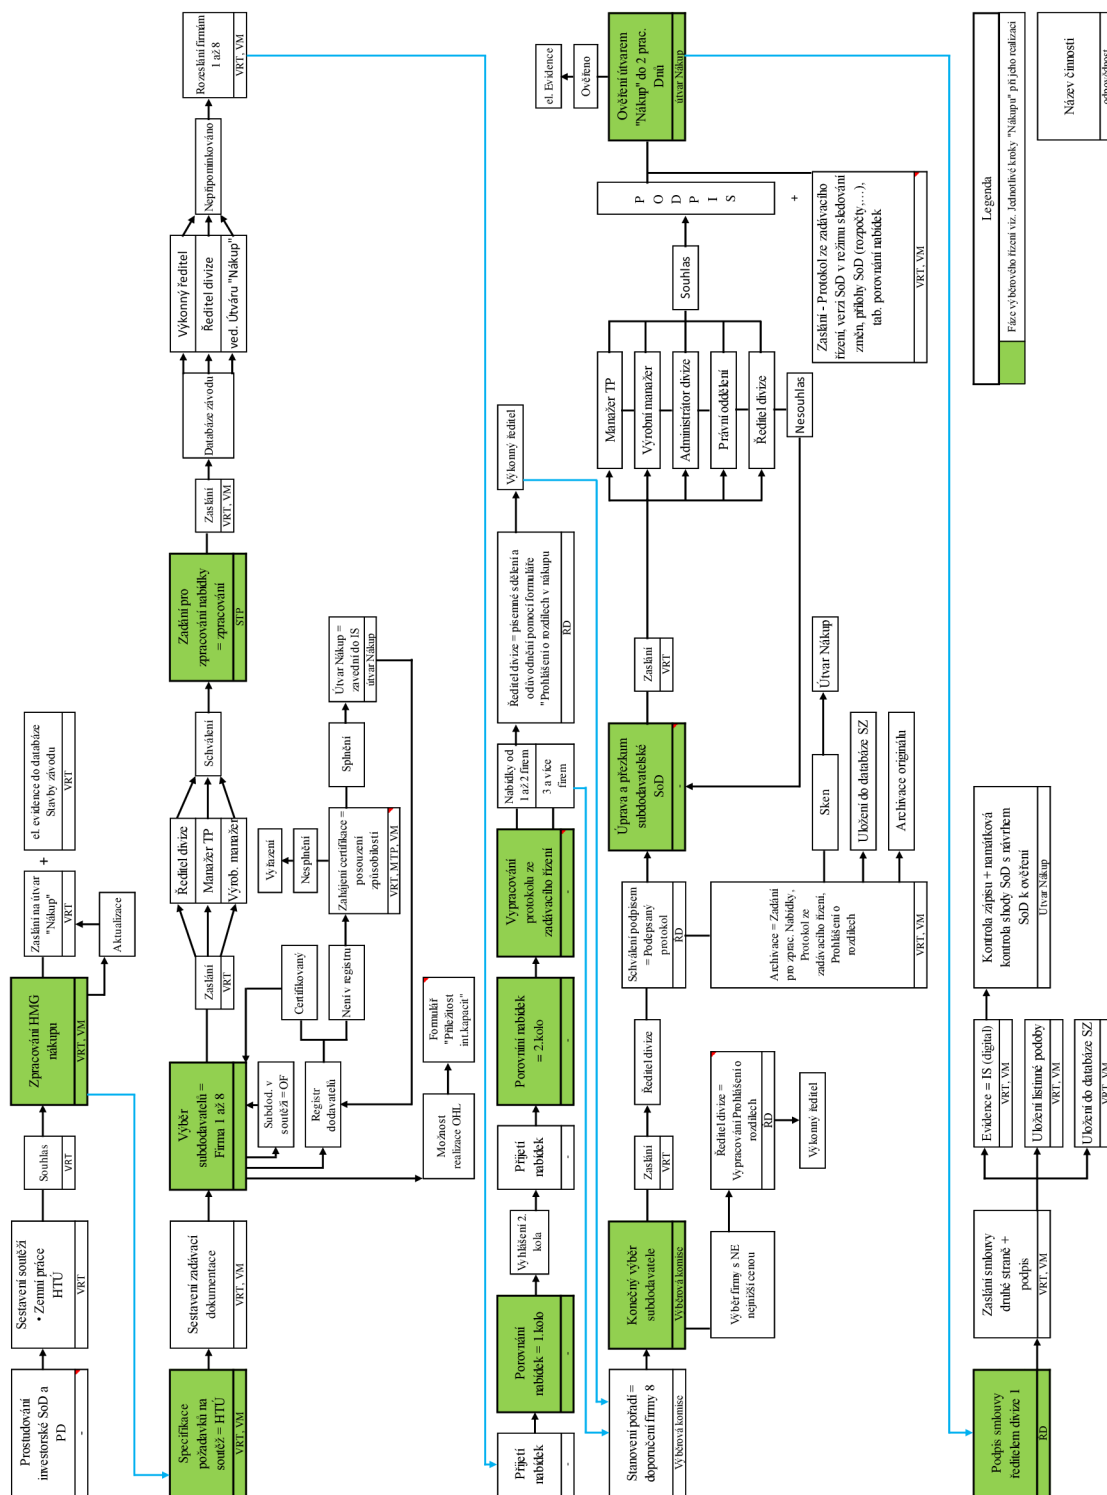 Prostudování
investorské SoD a
PD
-
Sestavení soutěží
• Zemní práce
HTÚ
VRT
Souhlas
VRT
Zpracování HMG
nákupu
VRT, VM
Zaslání na útvar
"Nákup"
VRT
+
el. evidence do databáze
Stavby závodu
VRT
Aktualizace
Specifikace
požadavků na
soutěž = HTÚ
VRT, VM
Sestavení zadávací
dokumentace
VRT, VM
Výběr
subdodavatelů =
Firma 1 až 8
Zaslání
VRT
Ředitel divize
Manažer TP
Výrob. manažer
Schválení
Zadání pro
zpracování nabídky
= zpracování
STP
Zaslání
VRT, VM
Databáze závodu
Výkonný ředitel
Ředitel divize
ved. Útvaru "Nákup"
Nepřipomínkováno
Rozeslání firmám
1 až 8
VRT, VM
Subdod. v
soutěži = OF
Registr
dodavatelů
Certifikovaný
Není v registru
Vyřazení
Nesplnění
Zahájení certifikace =
posouzení
způsobilosti
VRT, MTP, VM
Splnění
Útvar Nákup =
zavední do IS
útvar Nákup
Možnost
realizace OHL
Formulář
"Příležitost
int.kapacit"
Přijetí
nabídek
-
Porovnání
nabídek = 1.kolo
-
Vyhlášení 2.
kola
Přijetí
nabídek
-
Porovníní nabídek
= 2.kolo
-
Vypracování
protokolu ze
zadávacího řízení
-
Nabídky od
1 až 2 firem
3 a více
firem
Ředitel divize = písemné sdělení a
odůvodnění pomocí formuláře
"Prohlášení o rozdílech v nákupu
RD
Výkonný ředitel
Stanovení pořadí =
doporučení firmy 8
Výběrová komise
Konečný výběr
subdodavatele
Výběrová komise
Zaslání
VRT
Ředitel divize
Schválení podpisem
= Podepsaný
protokol
RD
Úprava a přezkum
subdodavatelské
SoD
-
Zaslání
VRT
Manažer TP
Výrobní manažer
Administrátor divize
Právní oddělení
Ředitel divize
Souhlas
Nesouhlas
P
O
D
P
I
S
+
Zaslání - Protokol ze zadávacího
řízení, verzi SoD v režimu sledování
změn, přílohy SoD (rozpočty,…),
tab. porovnání nabídek
VRT, VM
Ověření útvarem
"Nákup" do 2 prac.
Dnů
útvar Nákup
Ověřeno
el. Evidence
Výběr firmy s NE
nejnižší cenou
Ředitel divize =
Vypracování Prohlášení o
rozdílech
RD
Výkonný ředitel
Archivace = Zadání
pro zprac. Nabídky,
Protokol ze
zadávacího řízení,
Prohlášení o
rozdílech
VRT, VM
Sken
Útvar Nákup
Uložení do databáze SZ
Archivace originálu
Podpis smlouvy
ředitelem divize 1
RD
Zaslání smlouvy
druhé straně +
podpis
VRT, VM
Evidence = IS (digital)
VRT, VM
Uložení listinné podoby
VRT, VM
Uložení do databáze SZ
VRT, VM
Kontrola zápisu + namátková
kontrola shody SoD s návrhem
SoD k ověření
Útvar Nákup
Legenda
Fáze výběrového řízení viz. Jednotlivé kroky "Nákupu" při jeho realizaci
Název činnosti
odpovědnost